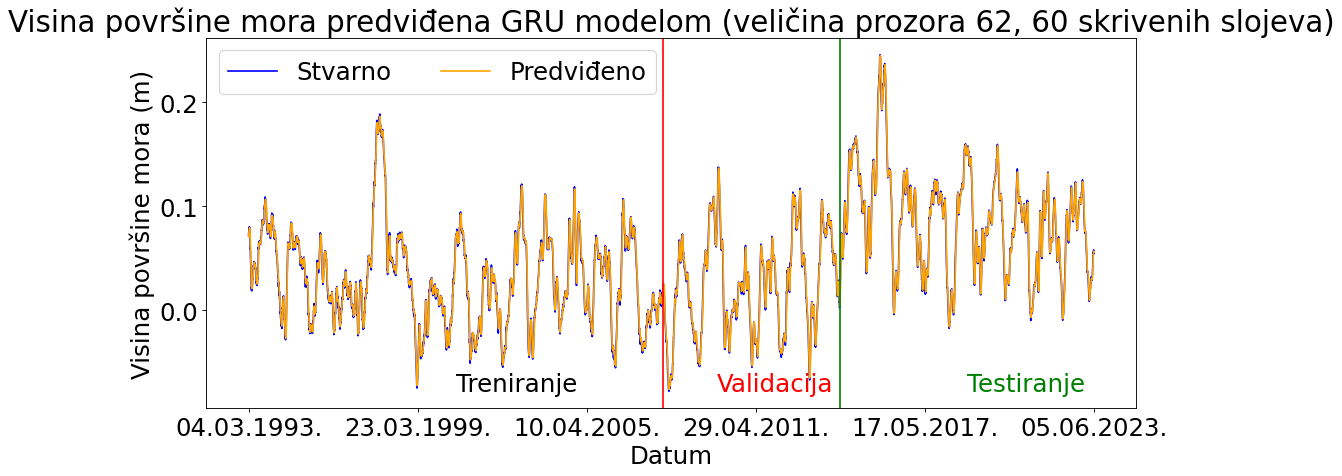 Visina površine mora predviđena GRU modelom (veličina prozora 62, 60 skrivenih slojeva)
Stvarno
Predviđeno
Visina površine mora (m)
0.2
0.1
0.0
Treniranje
Validacija
Testiranje
04.03.1993.
23.03.1999.
10.04.2005.
29.04.2011.
17.05.2017.
05.06.2023.
Datum